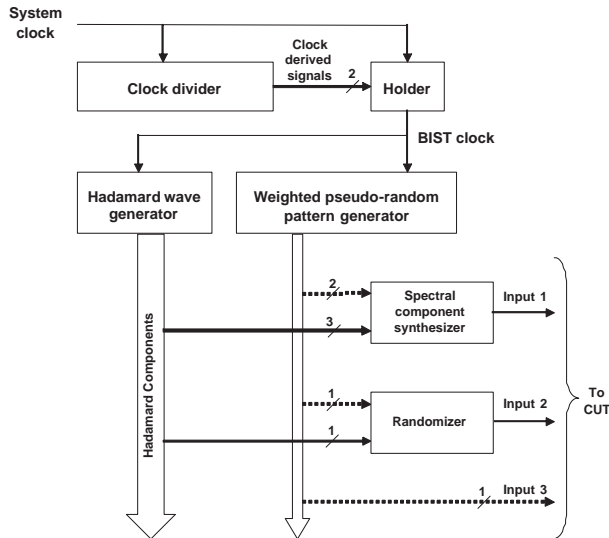 System
clock
Clock
derived
signals
2
Clock divider
Holder
BIST clock
Hadamard wave
generator
Weighted pseudo-random
pattern generator
2
Spectral
component
synthesizer
Input 1
3
Hadamard Components
1
Randomizer
Input 2
1
To
CUT
1
Input 3